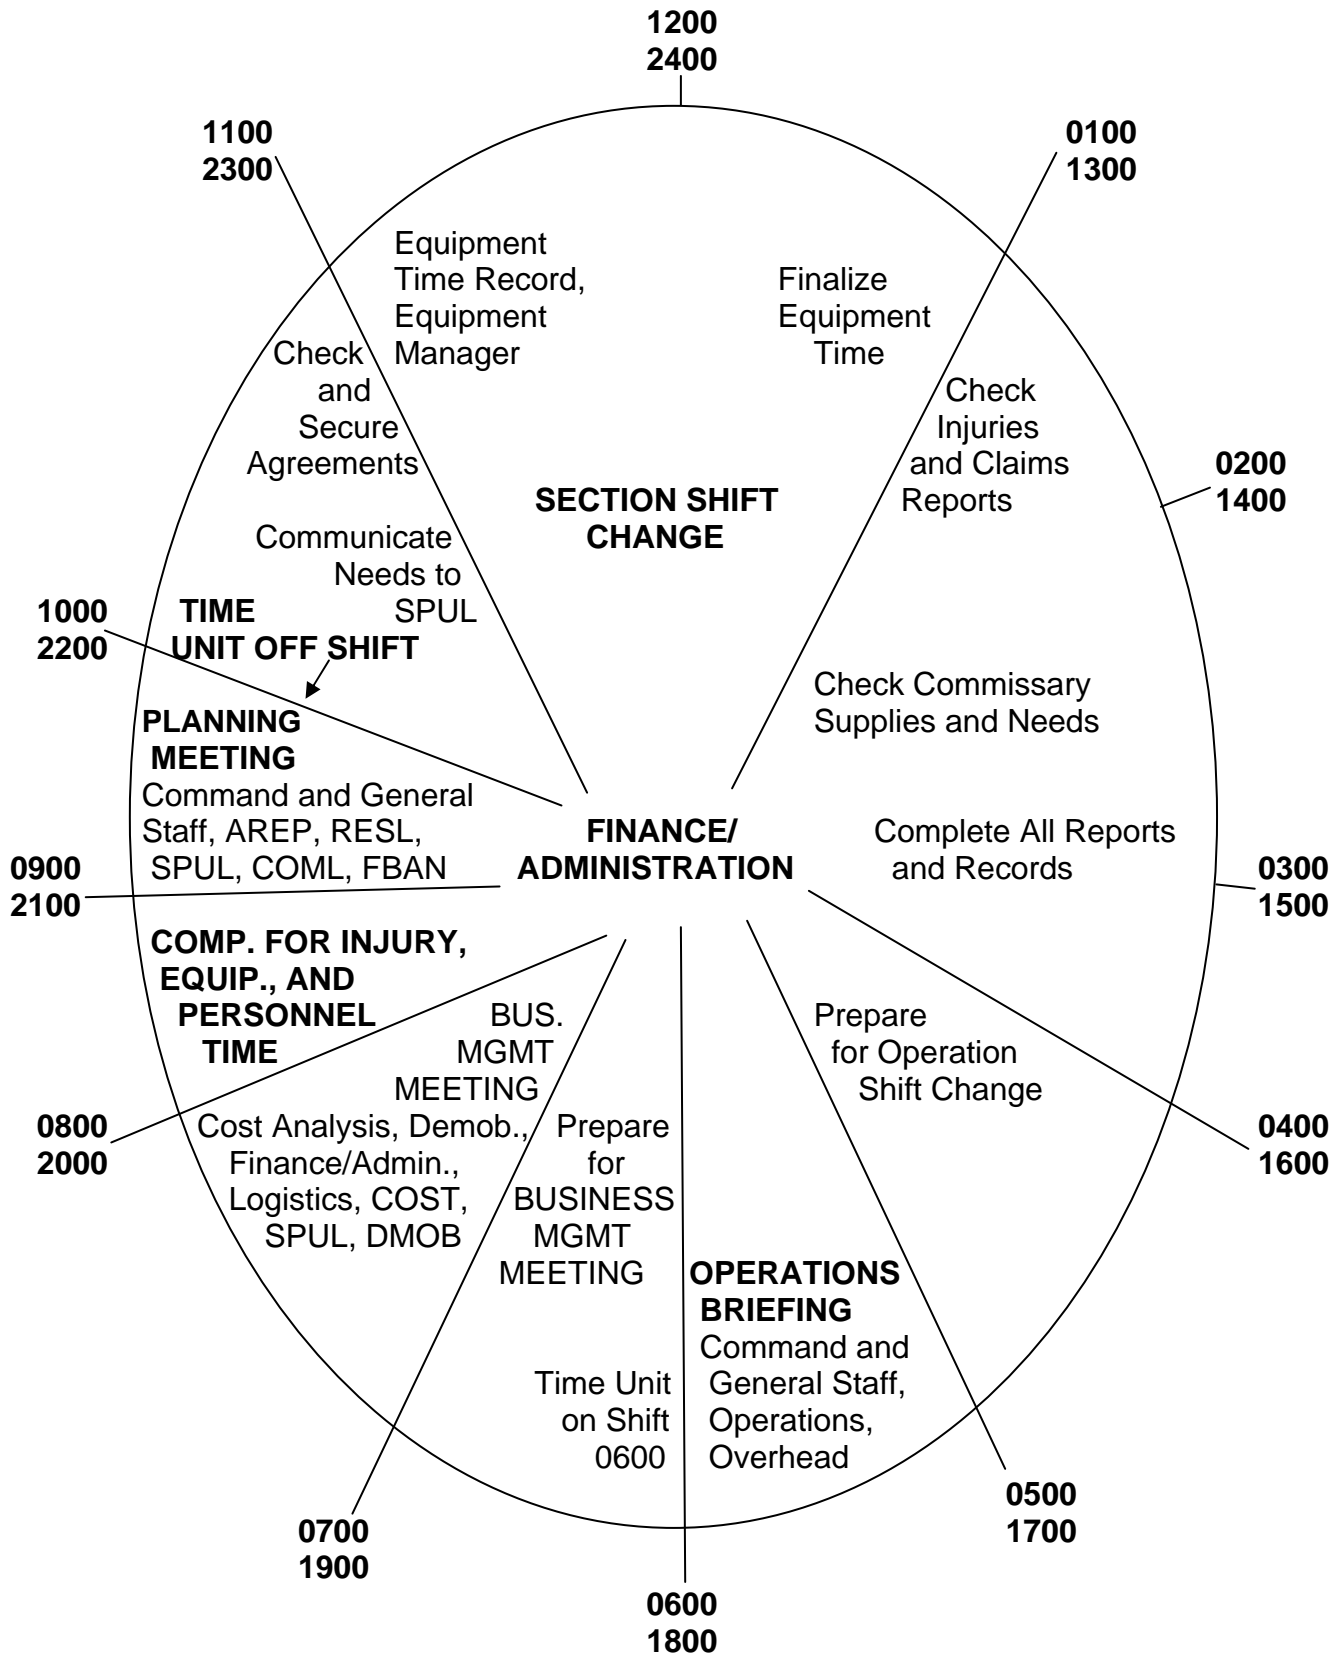 1200
2400
0100
1300
0200
1400
0300
1500
0400
1600
0500
1700
0600
1800
0700
1900
0800
2000
0900
2100
1000
2200
1100
2300
Equipment
Time Record,
Equipment
Manager
Finalize
Equipment
Time
SECTION SHIFT
CHANGE
Check
Injuries
and Claims
Reports
Check Commissary
Supplies and Needs
Complete All Reports
and Records
Prepare
for Operation
Shift Change
OPERATIONS
BRIEFING
Command and
General Staff,
Operations,
Overhead
Prepare
for
BUSINESS
MGMT
MEETING
Time Unit
on Shift
0600
BUS.
MGMT
MEETING
Cost Analysis, Demob.,
Finance/Admin.,
Logistics, COST,
SPUL, DMOB
COMP. FOR INJURY,
EQUIP., AND
PERSONNEL
TIME
PLANNING
MEETING
Command and General
Staff, AREP, RESL,
SPUL, COML, FBAN
TIME
UNIT OFF SHIFT
Check
and
Secure
Agreements
Communicate
Needs to
SPUL
FINANCE/
ADMINISTRATION